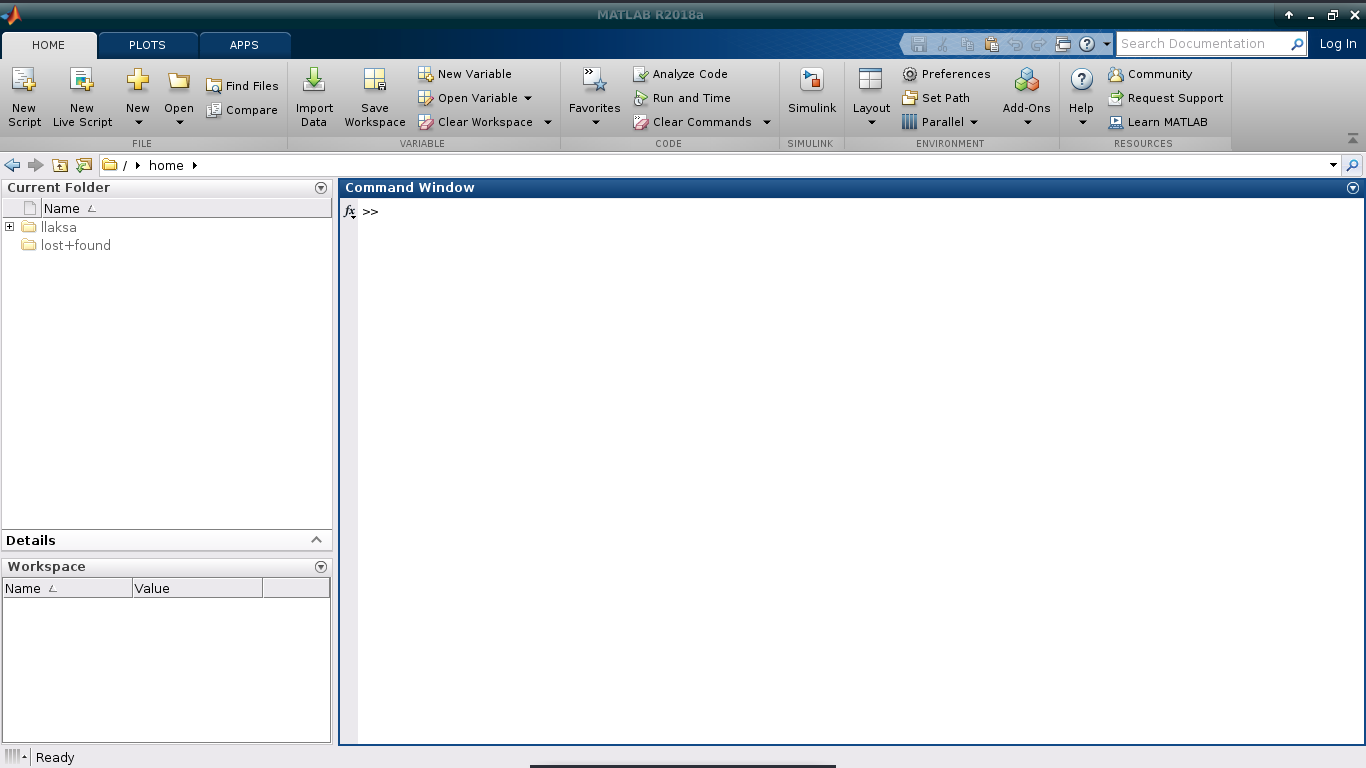 MATLAB R2018a
HOME PLOTS APPS
Search Documentation Log In
New Script
New Live Script
New
Open
Find Files
Compare
FILE
Import Data
Save Workspace
New Variable
Open Variable
Clear Workspace
VARIABLE
Favorites
Analyze Code
Run and Time
Clear Commands
CODE
Simulink
SIMULINK
Layout
Preferences
Set Path
Parallel
Add-Ons
ENVIRONMENT
Help
Community
Request Support
Learn MATLAB
RESOURCES
/ home
Current Folder
Name
llaksa
lost+found
Details
Workspace
Name Value
Command Window
fx >>
Ready